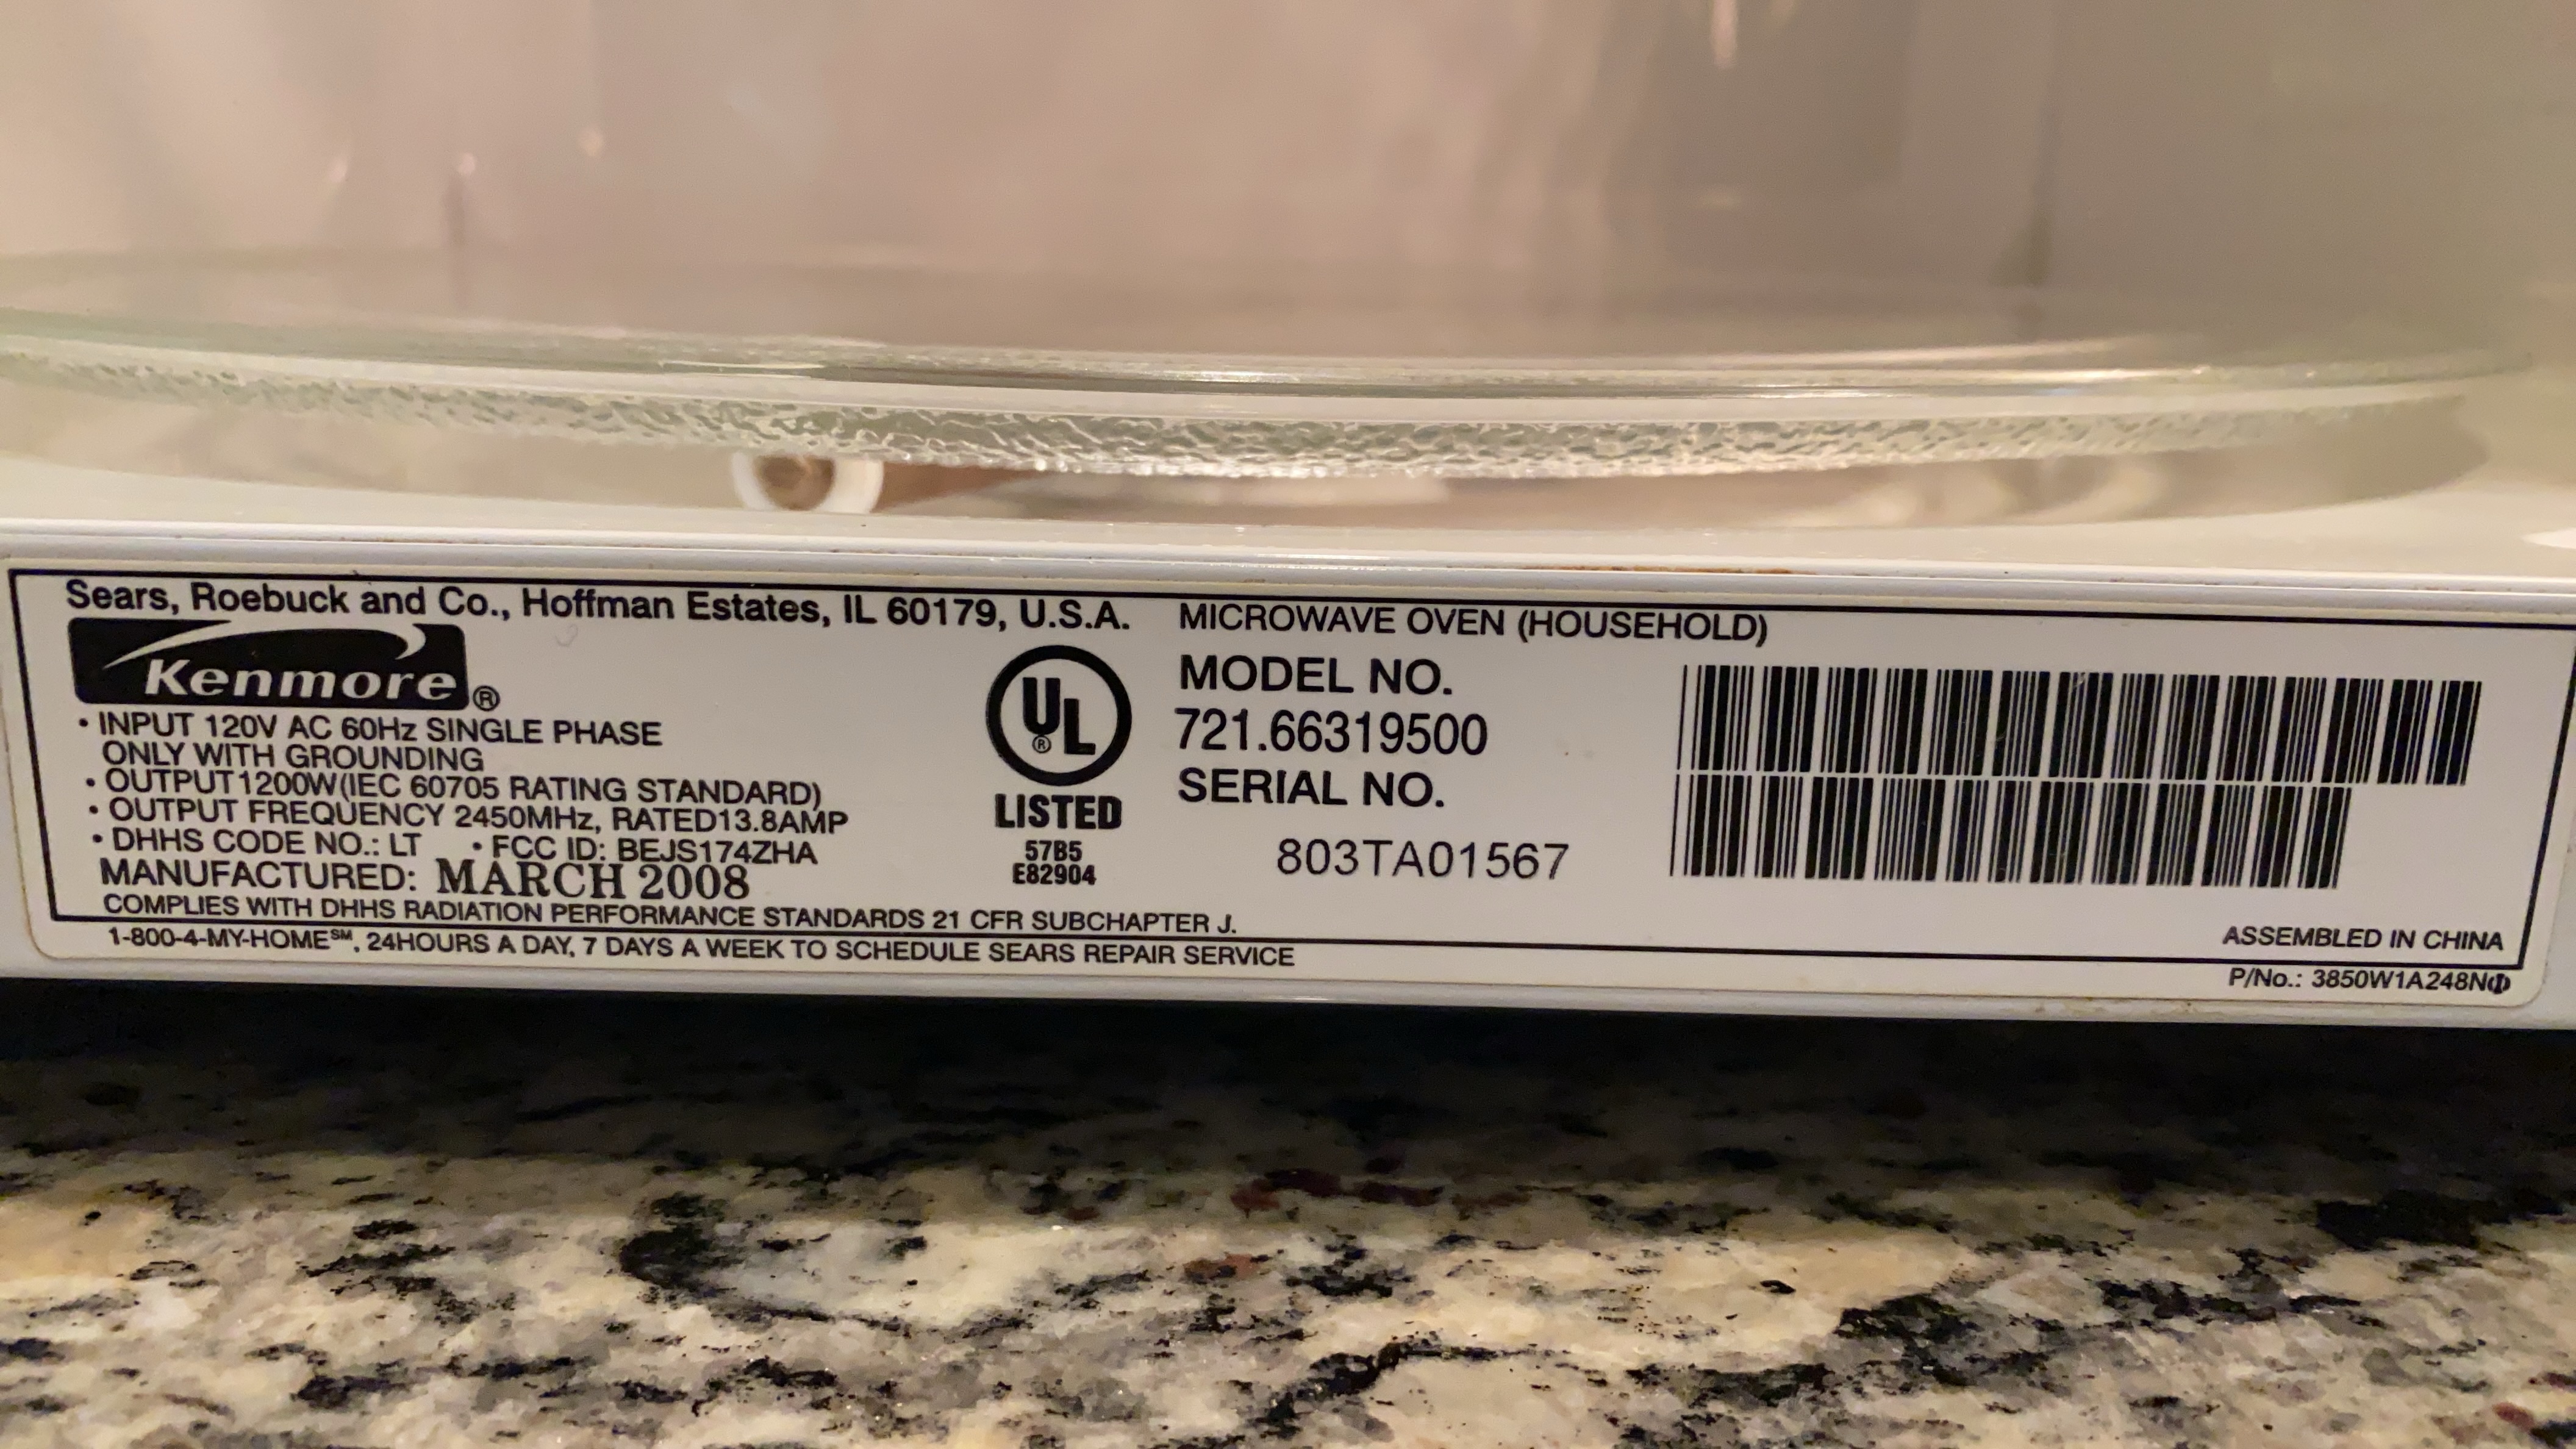 Sears, Roebuck and Co., Hoffman Estates, IL 60179, U.S.A.
Kenmore®
• INPUT 120V AC 60Hz SINGLE PHASE
ONLY WITH GROUNDING
• OUTPUT1200W(IEC 60705 RATING STANDARD)
• OUTPUT FREQUENCY 2450MHz, RATED13.8AMP
• DHHS CODE NO.: LT • FCC ID: BEJS174ZHA
MANUFACTURED: MARCH 2008
COMPLIES WITH DHHS RADIATION PERFORMANCE STANDARDS 21 CFR SUBCHAPTER J.
1-800-4-MY-HOME℠, 24HOURS A DAY, 7 DAYS A WEEK TO SCHEDULE SEARS REPAIR SERVICE
UL®
LISTED
57B5
E82904
MICROWAVE OVEN (HOUSEHOLD)
MODEL NO.
721.66319500
SERIAL NO.
803TA01567
ASSEMBLED IN CHINA
P/No.: 3850W1A248N